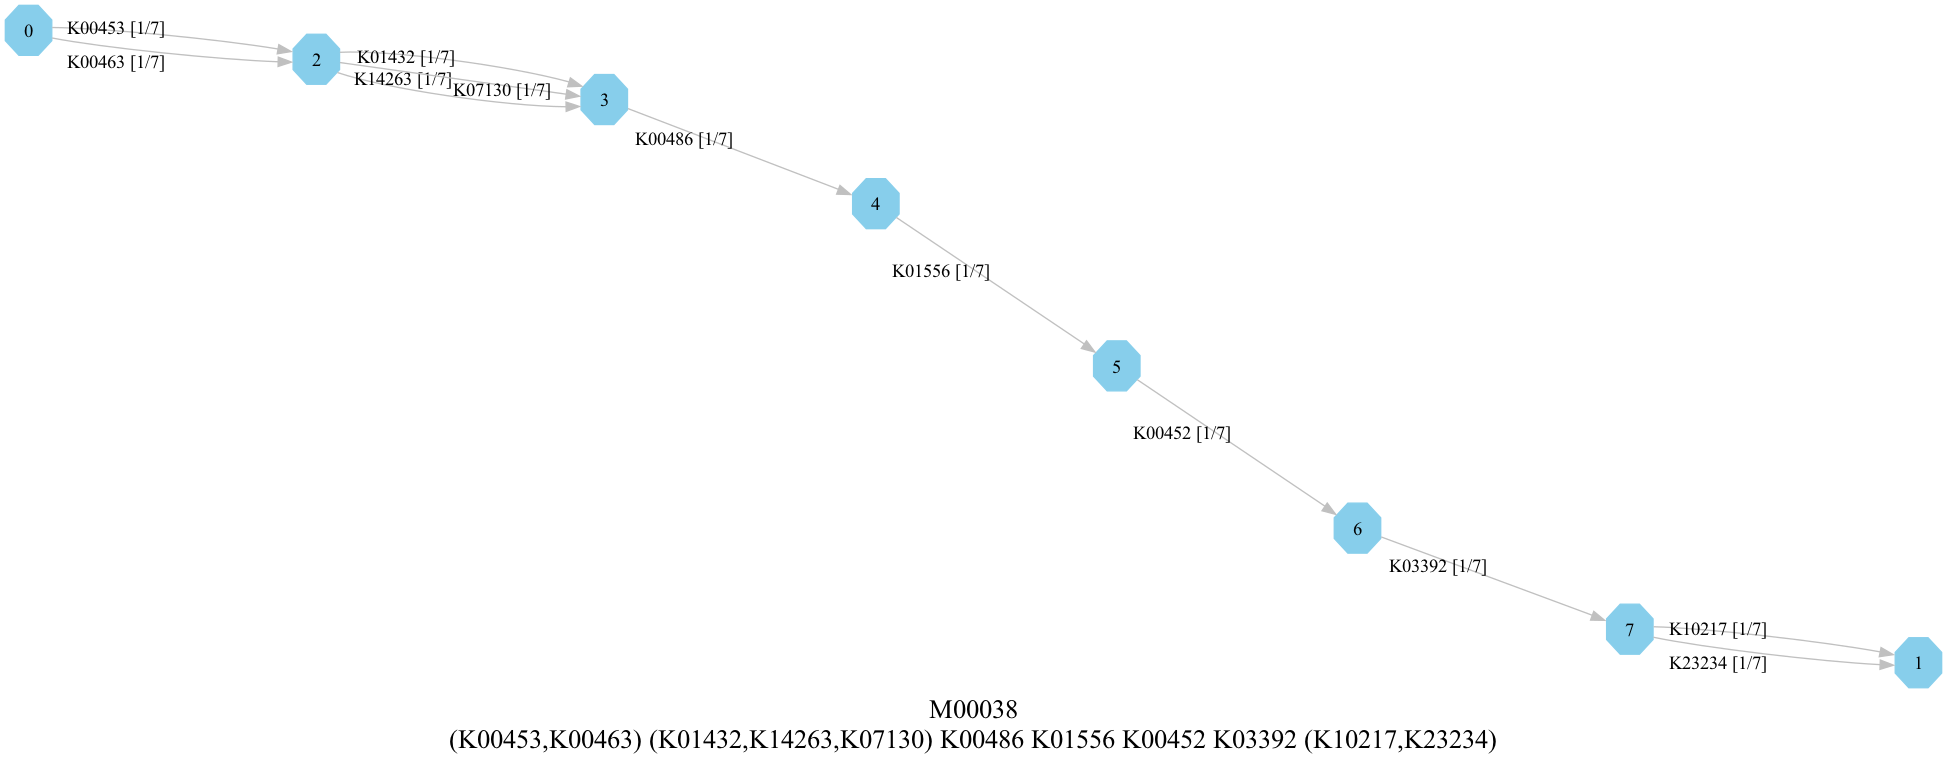 0
K00453 [1/7]
K00463 [1/7]
2
K01432 [1/7]
K14263 [1/7]
K07130 [1/7]
3
K00486 [1/7]
4
K01556 [1/7]
5
K00452 [1/7]
6
K03392 [1/7]
7
K10217 [1/7]
K23234 [1/7]
1
M00038
(K00453,K00463) (K01432,K14263,K07130) K00486 K01556 K00452 K03392 (K10217,K23234)